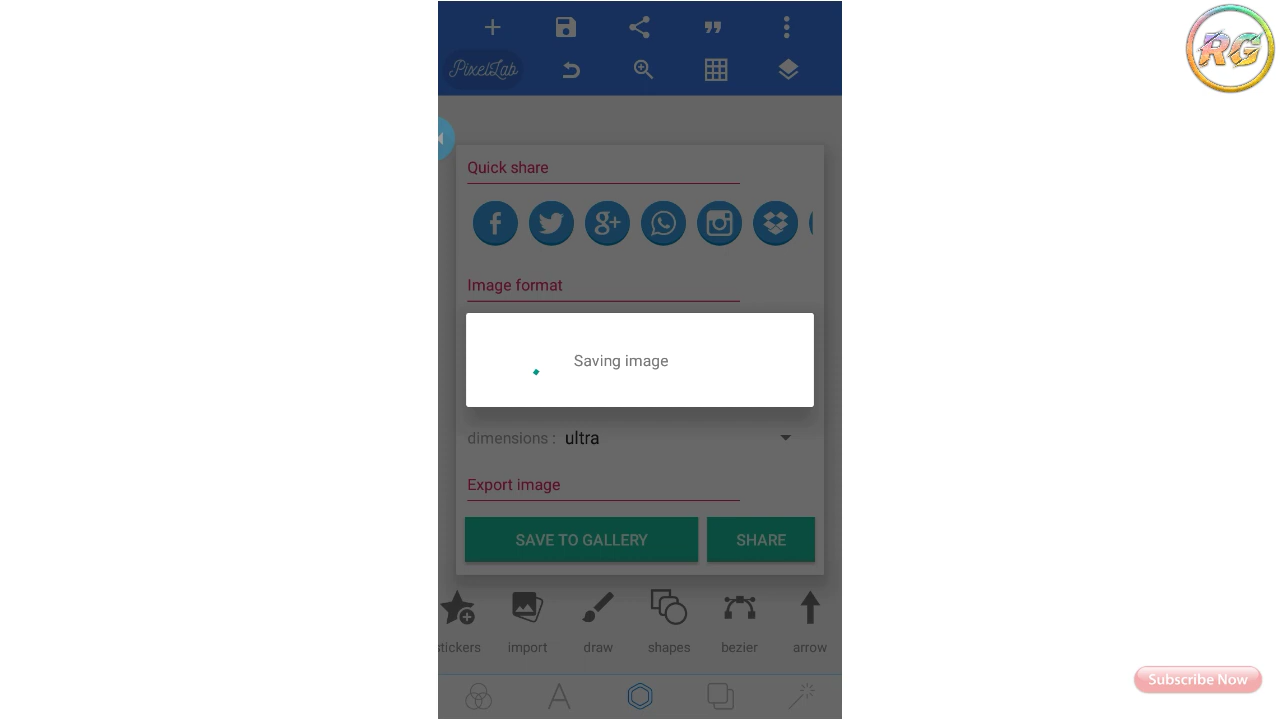 RG
PixelLab
Quick share
f
g+
Image format
Saving image
dimensions : ultra
Export image
SAVE TO GALLERY SHARE
stickers import draw shapes bezier arrow
A
Subscribe Now